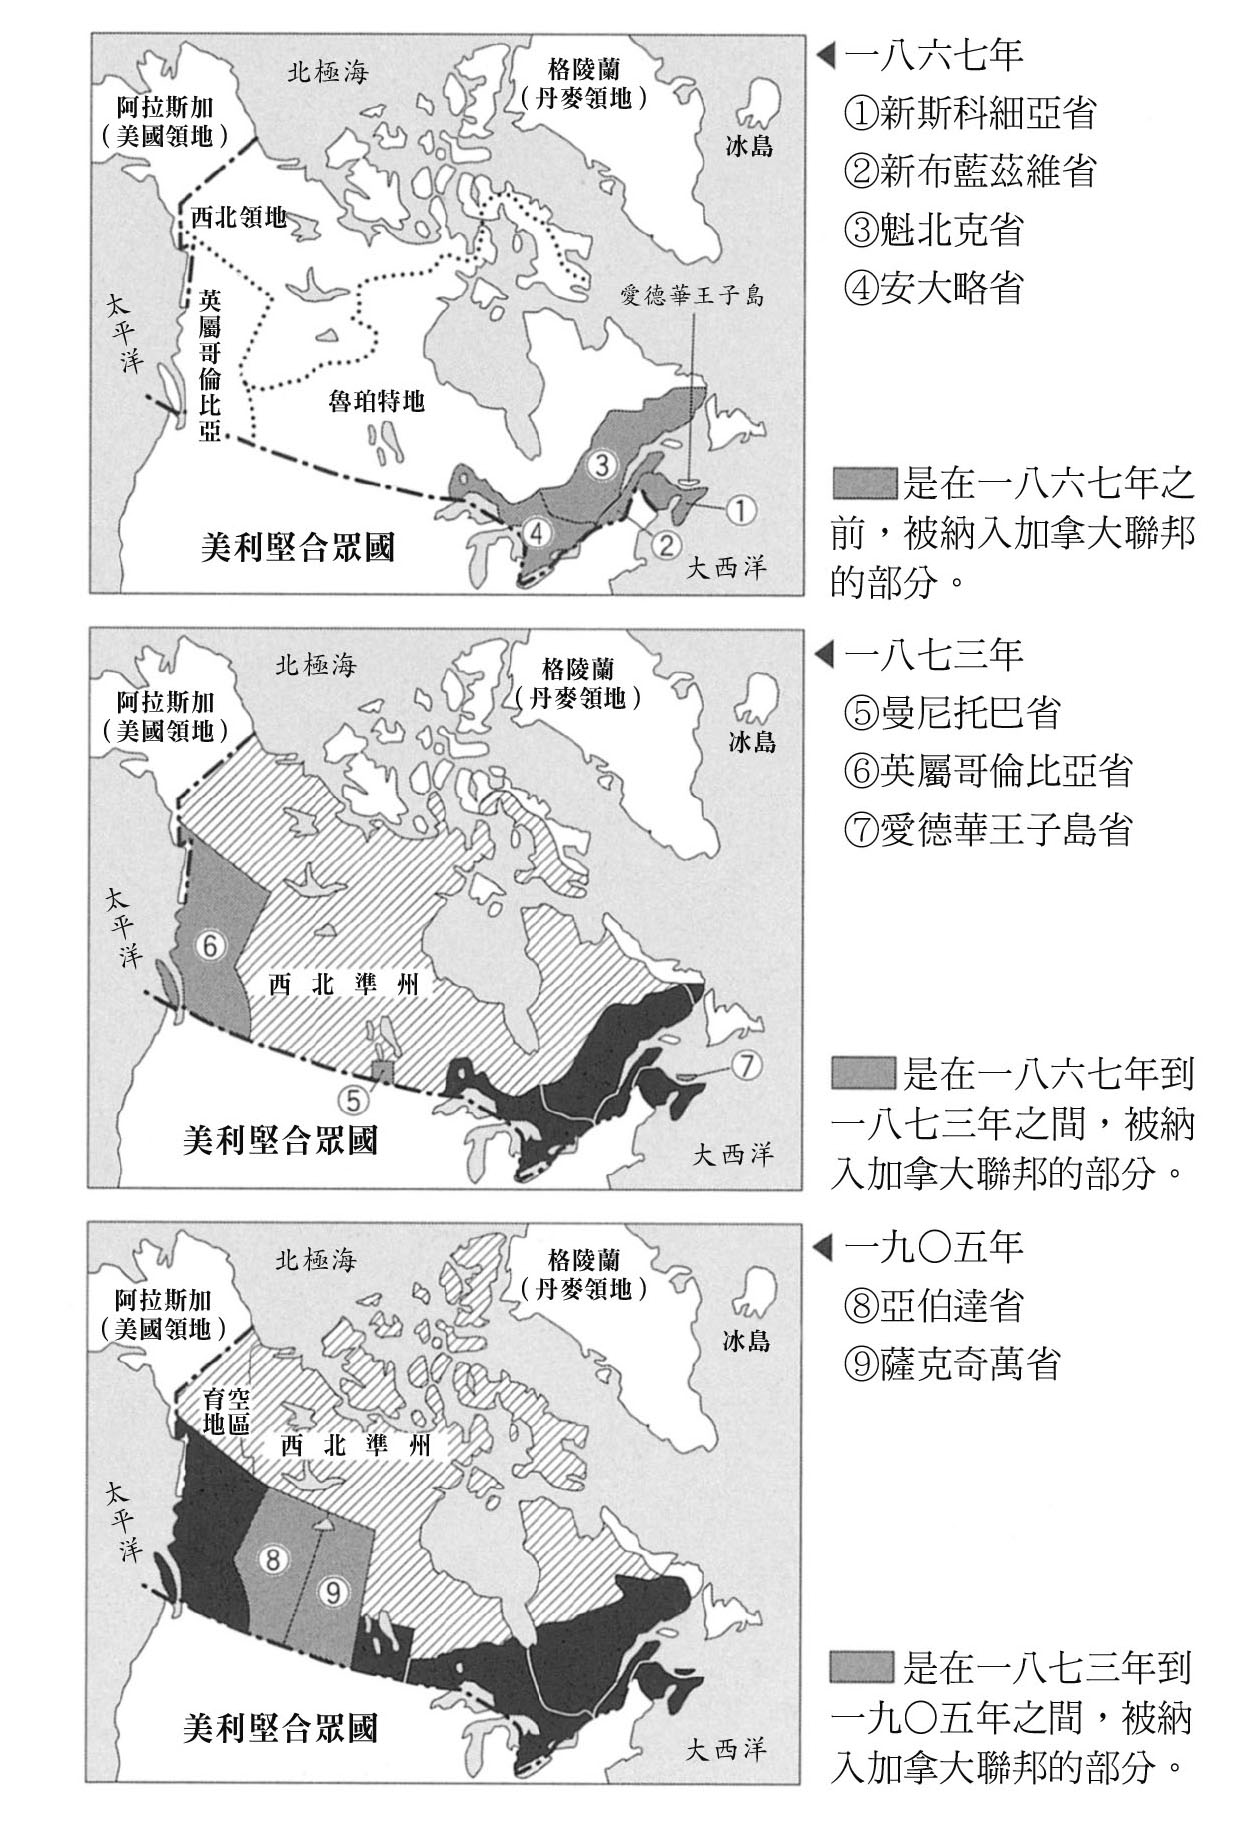 北極海
格陵蘭
（丹麥領地）
阿拉斯加
（美國領地）
冰島
西北領地
太平洋
英屬哥倫比亞
愛德華王子島
魯珀特地
③
①
④
②
美利堅合眾國
大西洋
◀一八六七年
①新斯科細亞省
②新布藍茲維省
③魁北克省
④安大略省
是在一八六七年之
前，被納入加拿大聯邦
的部分。
北極海
格陵蘭
（丹麥領地）
阿拉斯加
（美國領地）
冰島
太平洋
⑥
西北準州
⑦
⑤
美利堅合眾國
大西洋
◀一八七三年
⑤曼尼托巴省
⑥英屬哥倫比亞省
⑦愛德華王子島省
是在一八六七年到
一八七三年之間，被納
入加拿大聯邦的部分。
北極海
格陵蘭
（丹麥領地）
阿拉斯加
（美國領地）
冰島
育空
地區
西北準州
太平洋
⑧
⑨
美利堅合眾國
大西洋
◀一九〇五年
⑧亞伯達省
⑨薩克奇萬省
是在一八七三年到
一九〇五年之間，被納
入加拿大聯邦的部分。